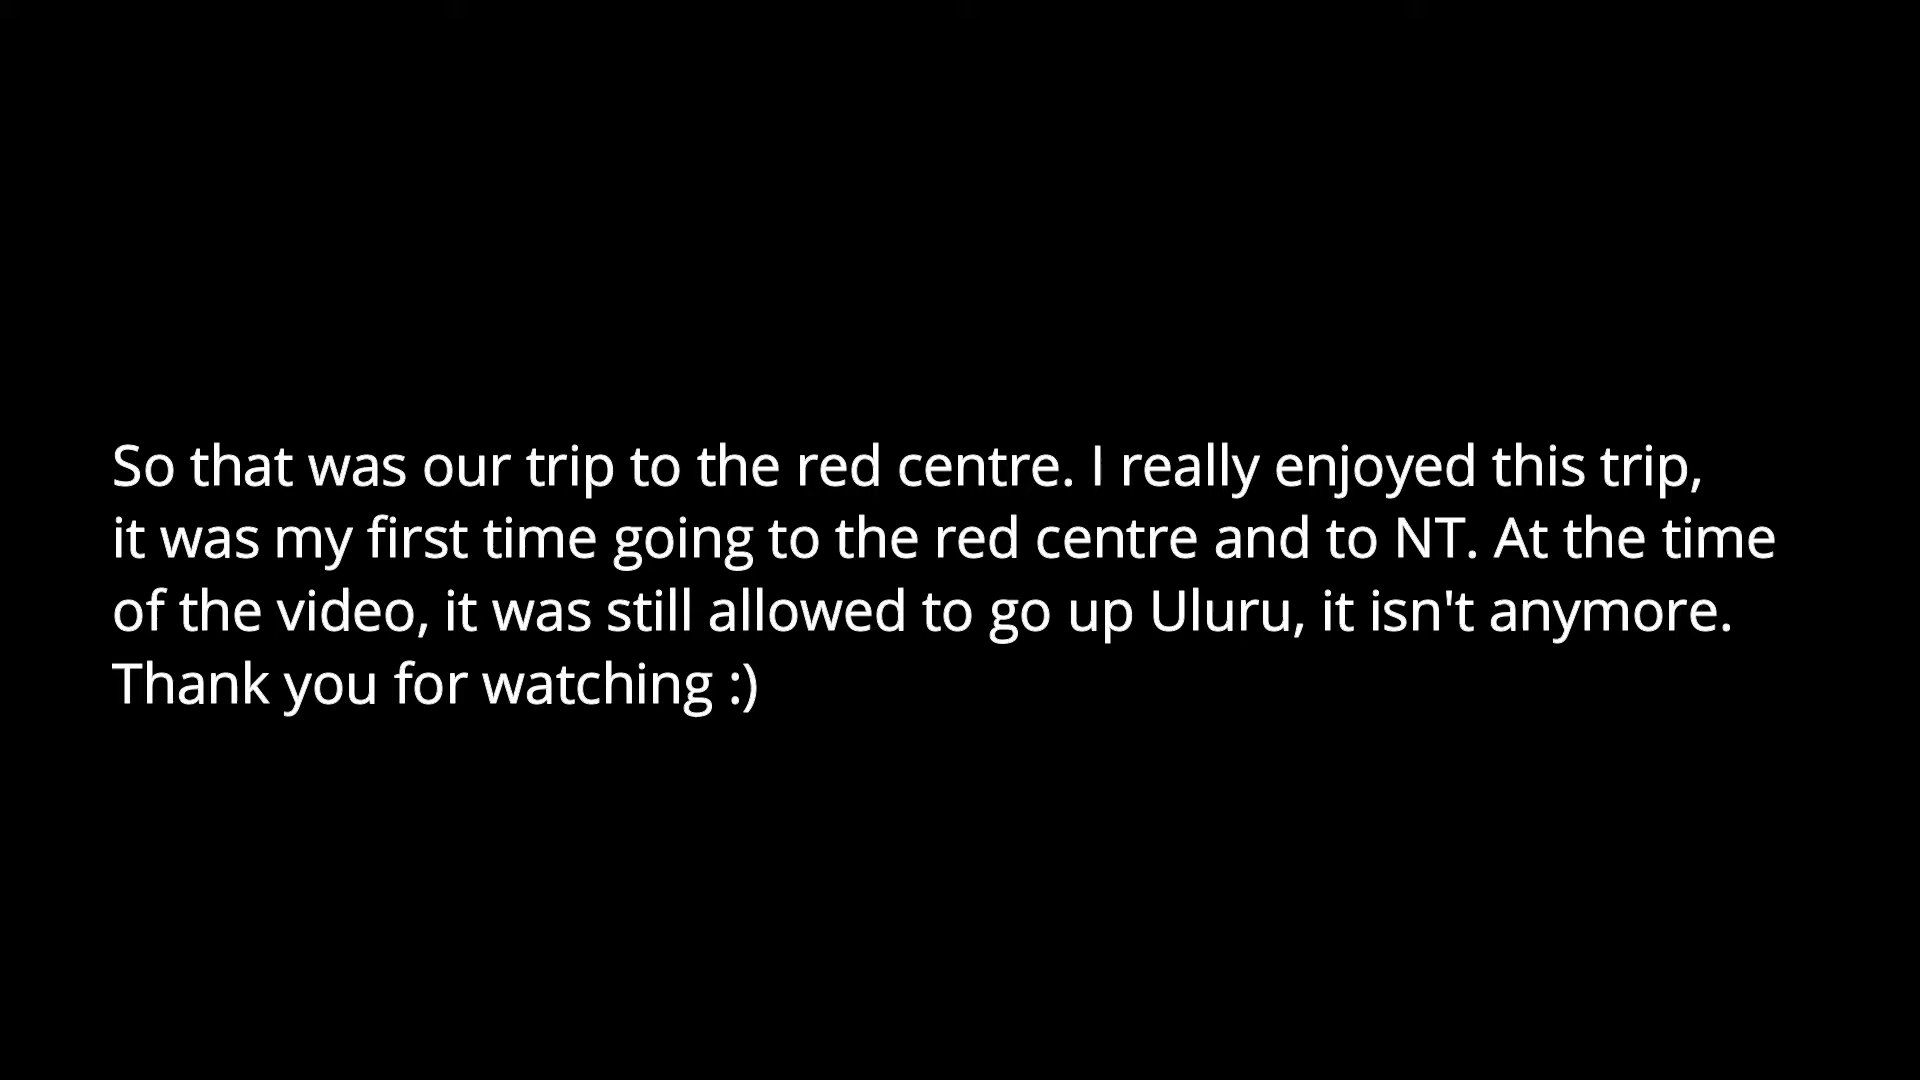 So that was our trip to the red centre. I really enjoyed this trip,
it was my first time going to the red centre and to NT. At the time
of the video, it was still allowed to go up Uluru, it isn't anymore.
Thank you for watching :)